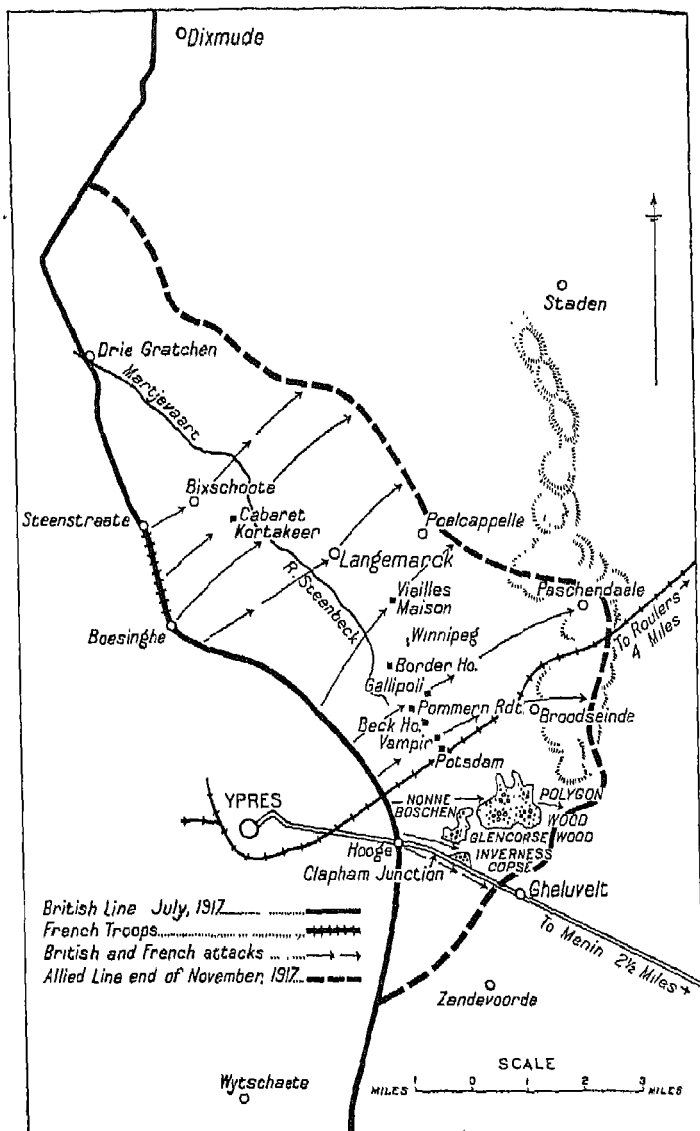 Dixmude
Staden
Drie Gratchen
Martjevaart
Bixschoote
Steenstraate
Cabaret
Kortakeer
Poelcappelle
Langemarck
R. Steenbeck
Vieilles
Maison
Paschendaele
Boesinghe
Winnipeg
To Roulers
4 Miles
Border Ho.
Gallipoli
Pommern Rdt.
Broodseinde
Beck Ho.
Vampir
Potsdam
YPRES
NONNE
BOSCHEN
POLYGON
WOOD
GLENCORSE WOOD
Hooge
INVERNESS
COPSE
Clapham Junction
Gheluvelt
British Line July, 1917
French Troops
British and French attacks
Allied Line end of November, 1917
To Menin 2½ Miles
Zandevoorde
SCALE
Wytschaete
MILES 1 0 1 2 3 MILES